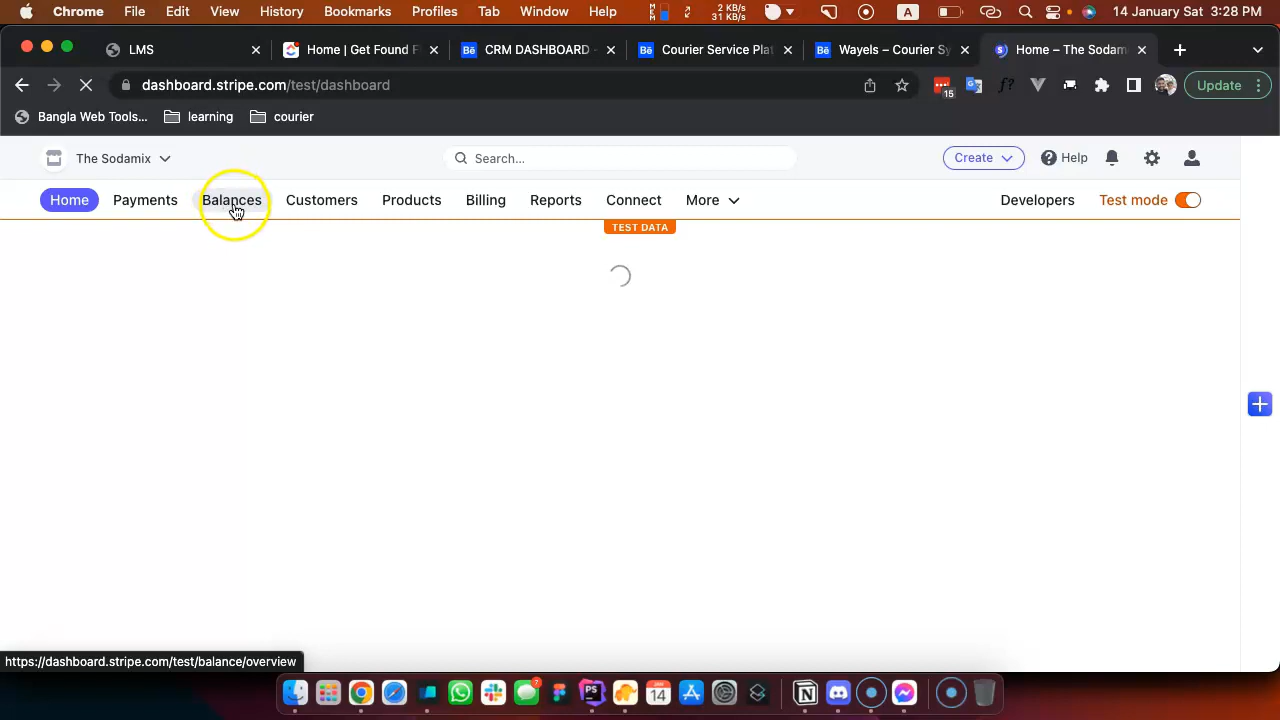 Chrome File Edit View History Bookmarks Profiles Tab Window Help 2 KB/s 31 KB/s A 14 January Sat 3:28 PM
LMS Home | Get Found F CRM DASHBOARD - Courier Service Plat Wayels – Courier Sy Home – The Sodam
dashboard.stripe.com/test/dashboard 15 Update
Bangla Web Tools... learning courier
The Sodamix Search... Create Help
Home Payments Balances Customers Products Billing Reports Connect More Developers Test mode
TEST DATA
https://dashboard.stripe.com/test/balance/overview